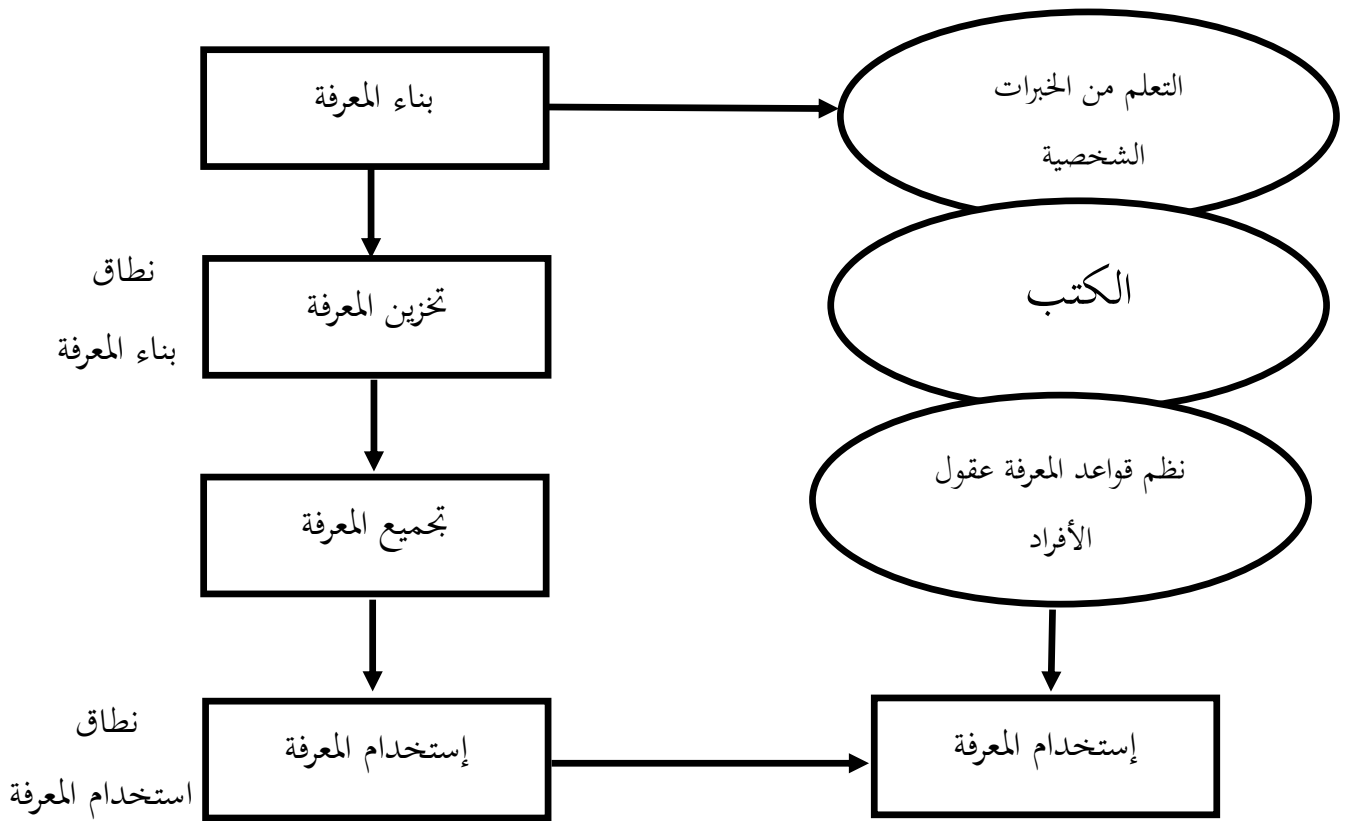 بناء المعرفة
التعلم من الخبرات
الشخصية
نطاق
بناء المعرفة
تخزين المعرفة
الكتب
تجميع المعرفة
نظم قواعد المعرفة عقول
الأفراد
نطاق
استخدام المعرفة
إستخدام المعرفة
إستخدام المعرفة